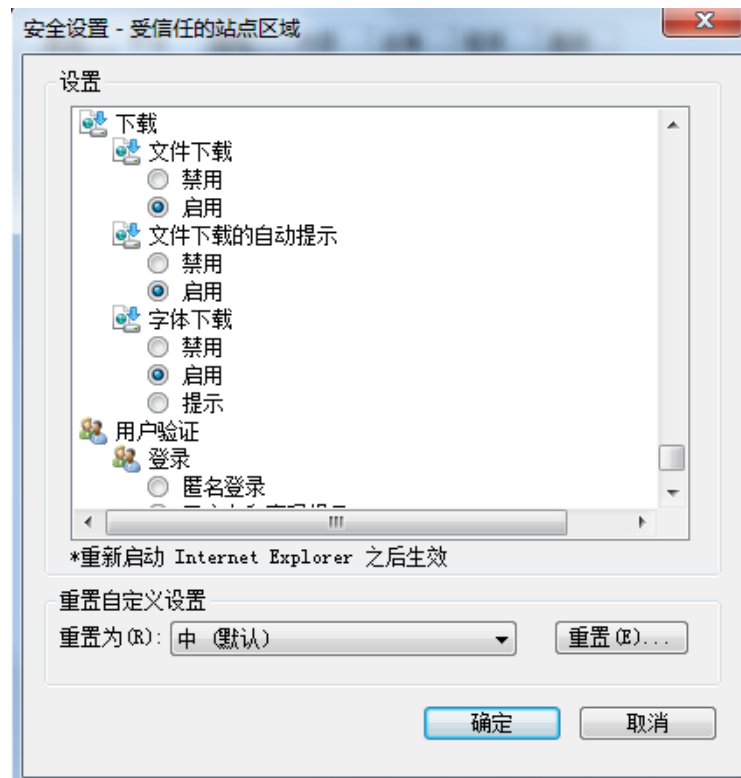 安全设置 - 受信任的站点区域
设置
下载
文件下载
禁用
启用
文件下载的自动提示
禁用
启用
字体下载
禁用
启用
提示
用户验证
登录
匿名登录
*重新启动 Internet Explorer 之后生效
重置自定义设置
重置为(R): 中 (默认) 重置(E)...
确定 取消